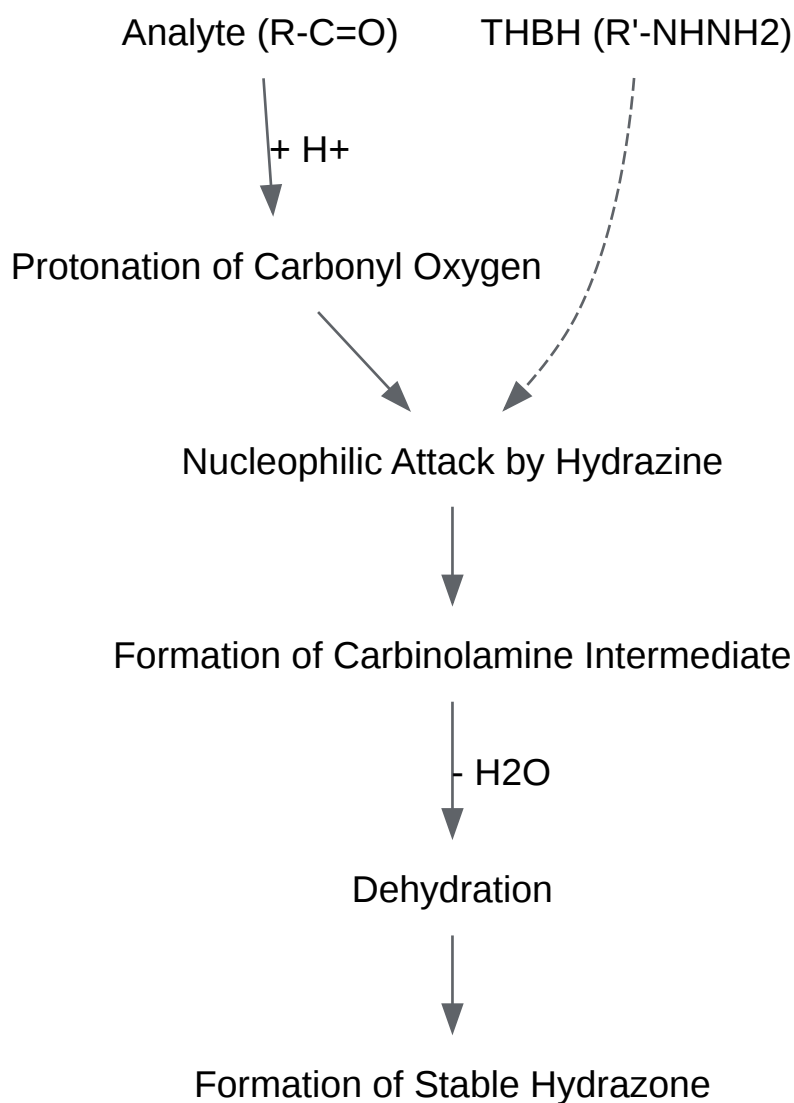 Analyte (R-C=O)
THBH (R'-NHNH2)
+ H+
Protonation of Carbonyl Oxygen
Nucleophilic Attack by Hydrazine
Formation of Carbinolamine Intermediate
- H2O
Dehydration
Formation of Stable Hydrazone